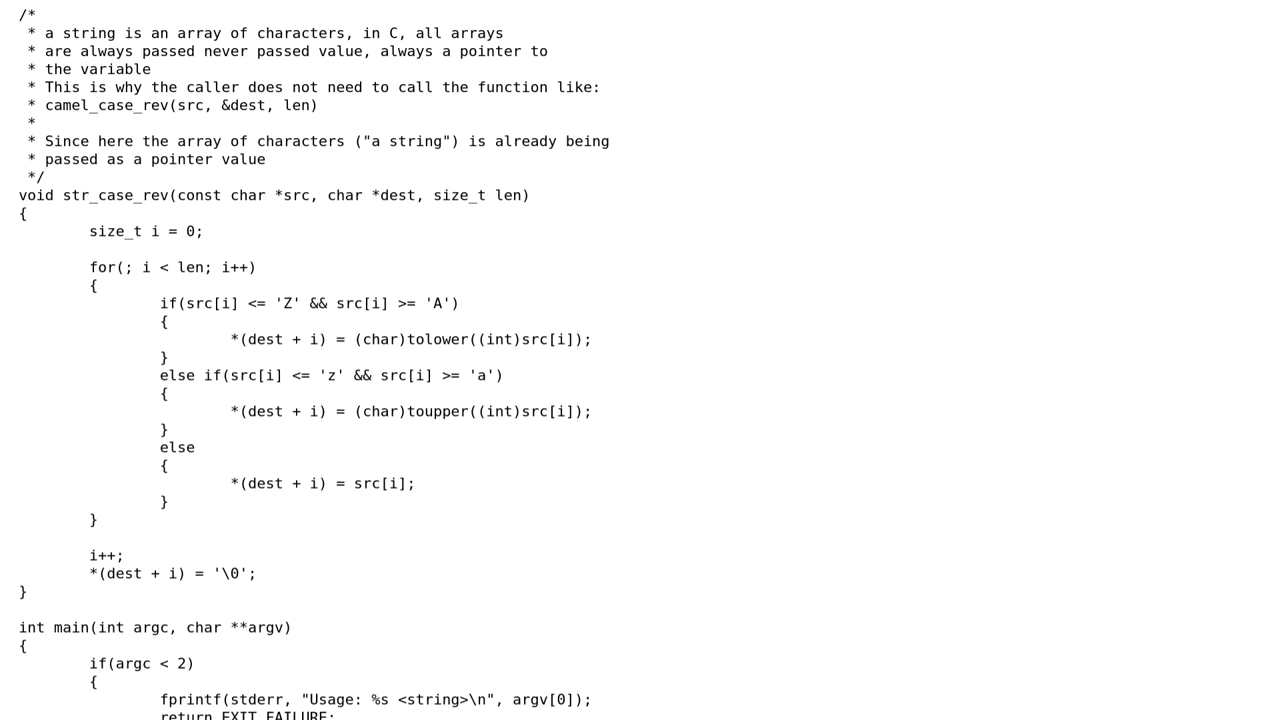 /*
 * a string is an array of characters, in C, all arrays
 * are always passed never passed value, always a pointer to
 * the variable
 * This is why the caller does not need to call the function like:
 * camel_case_rev(src, &dest, len)
 *
 * Since here the array of characters ("a string") is already being
 * passed as a pointer value
 */
void str_case_rev(const char *src, char *dest, size_t len)
{
        size_t i = 0;

        for(; i < len; i++)
        {
                if(src[i] <= 'Z' && src[i] >= 'A')
                {
                        *(dest + i) = (char)tolower((int)src[i]);
                }
                else if(src[i] <= 'z' && src[i] >= 'a')
                {
                        *(dest + i) = (char)toupper((int)src[i]);
                }
                else
                {
                        *(dest + i) = src[i];
                }
        }

        i++;
        *(dest + i) = '\0';
}

int main(int argc, char **argv)
{
        if(argc < 2)
        {
                fprintf(stderr, "Usage: %s <string>\n", argv[0]);
                return EXIT_FAILURE;